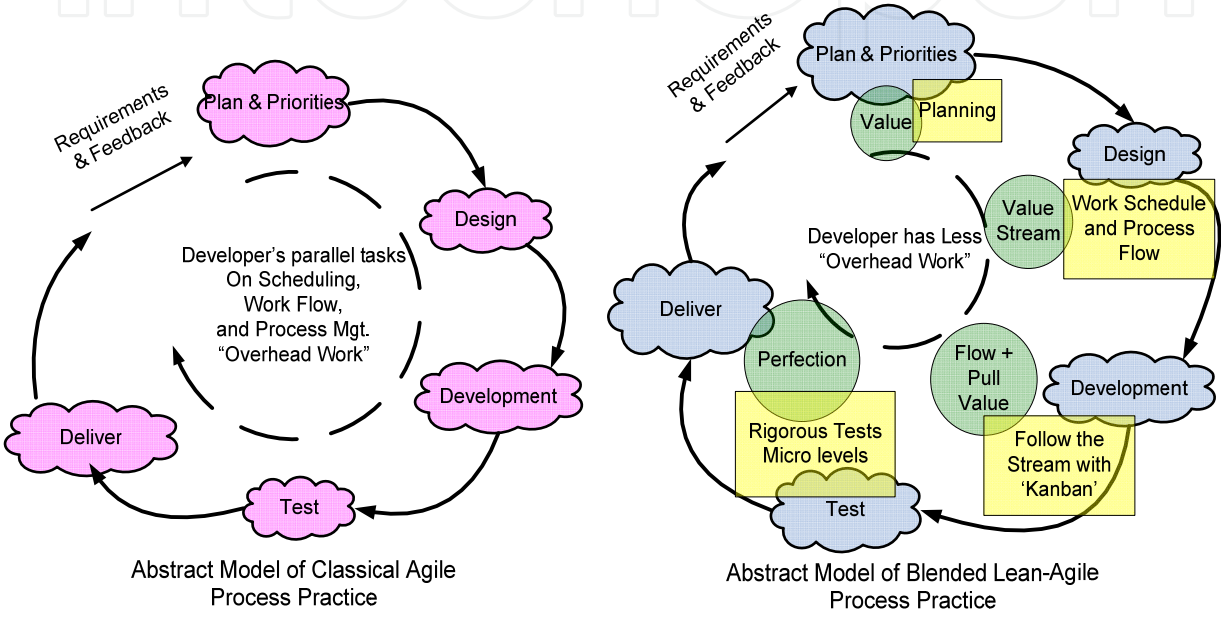 Requirements
& Feedback
Plan & Priorities
Design
Developer's parallel tasks
On Scheduling,
Work Flow,
and Process Mgt.
“Overhead Work”
Development
Deliver
Test
Abstract Model of Classical Agile
Process Practice
Requirements
& Feedback
Plan & Priorities
Value
Planning
Design
Value
Stream
Work Schedule
and Process
Flow
Developer has Less
“Overhead Work”
Deliver
Perfection
Flow +
Pull
Value
Development
Rigorous Tests
Micro levels
Follow the
Stream with
‘Kanban’
Test
Abstract Model of Blended Lean-Agile
Process Practice